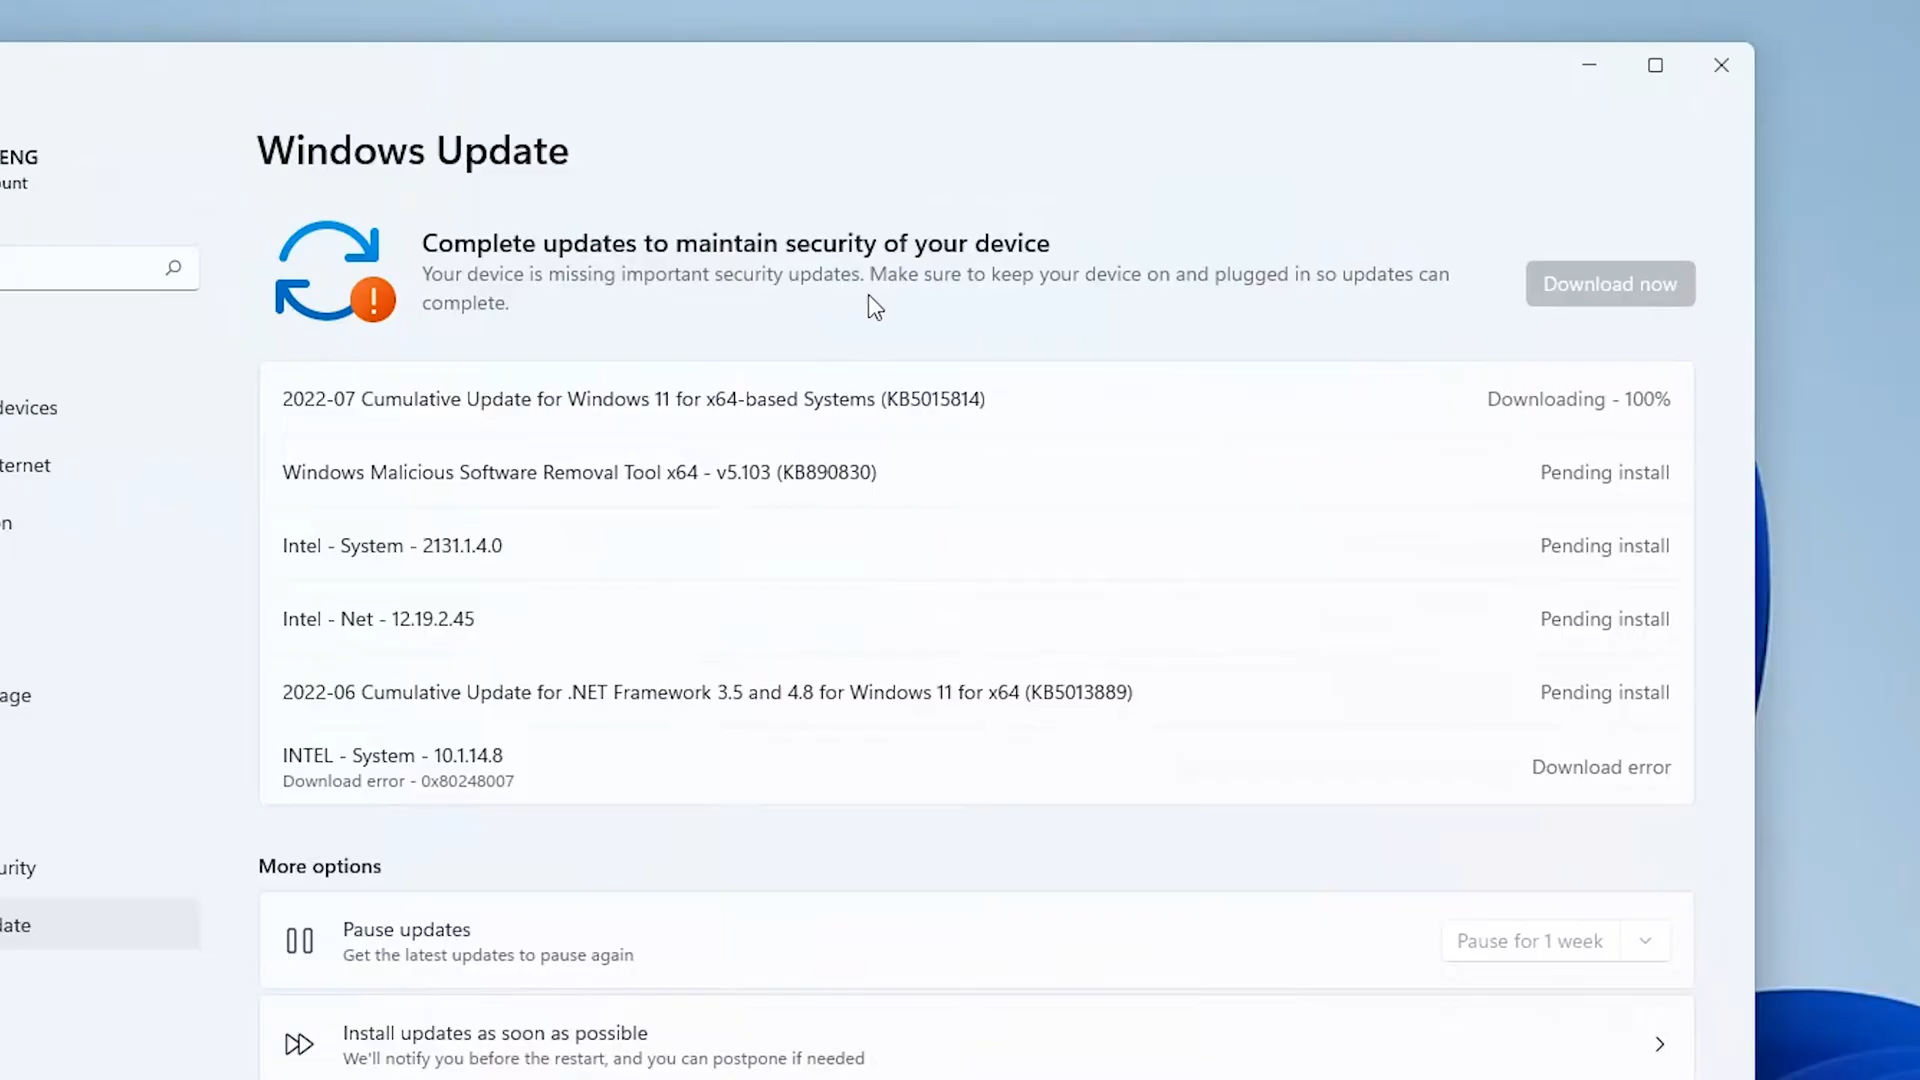 ENG
ount
devices
ternet
n
age
urity
date
Windows Update
Complete updates to maintain security of your device
Your device is missing important security updates. Make sure to keep your device on and plugged in so updates can
complete.
Download now
2022-07 Cumulative Update for Windows 11 for x64-based Systems (KB5015814)
Downloading - 100%
Windows Malicious Software Removal Tool x64 - v5.103 (KB890830)
Pending install
Intel - System - 2131.1.4.0
Pending install
Intel - Net - 12.19.2.45
Pending install
2022-06 Cumulative Update for .NET Framework 3.5 and 4.8 for Windows 11 for x64 (KB5013889)
Pending install
INTEL - System - 10.1.14.8
Download error - 0x80248007
Download error
More options
Pause updates
Get the latest updates to pause again
Pause for 1 week
Install updates as soon as possible
We'll notify you before the restart, and you can postpone if needed